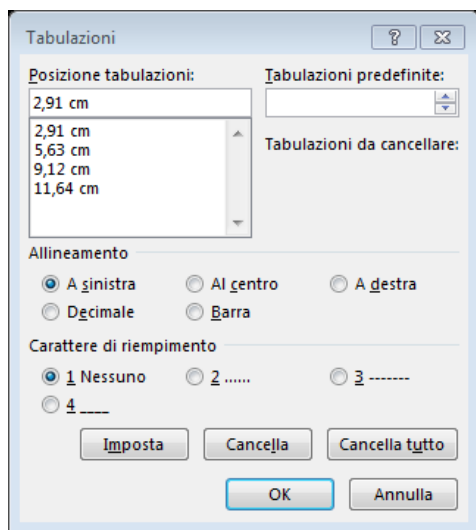 Tabulazioni
Posizione tabulazioni:
Tabulazioni predefinite:
2,91 cm
2,91 cm
5,63 cm
9,12 cm
11,64 cm
Tabulazioni da cancellare:
Allineamento
A sinistra
Al centro
A destra
Decimale
Barra
Carattere di riempimento
1 Nessuno
2 ......
3 -------
4 ____
Imposta
Cancella
Cancella tutto
OK
Annulla